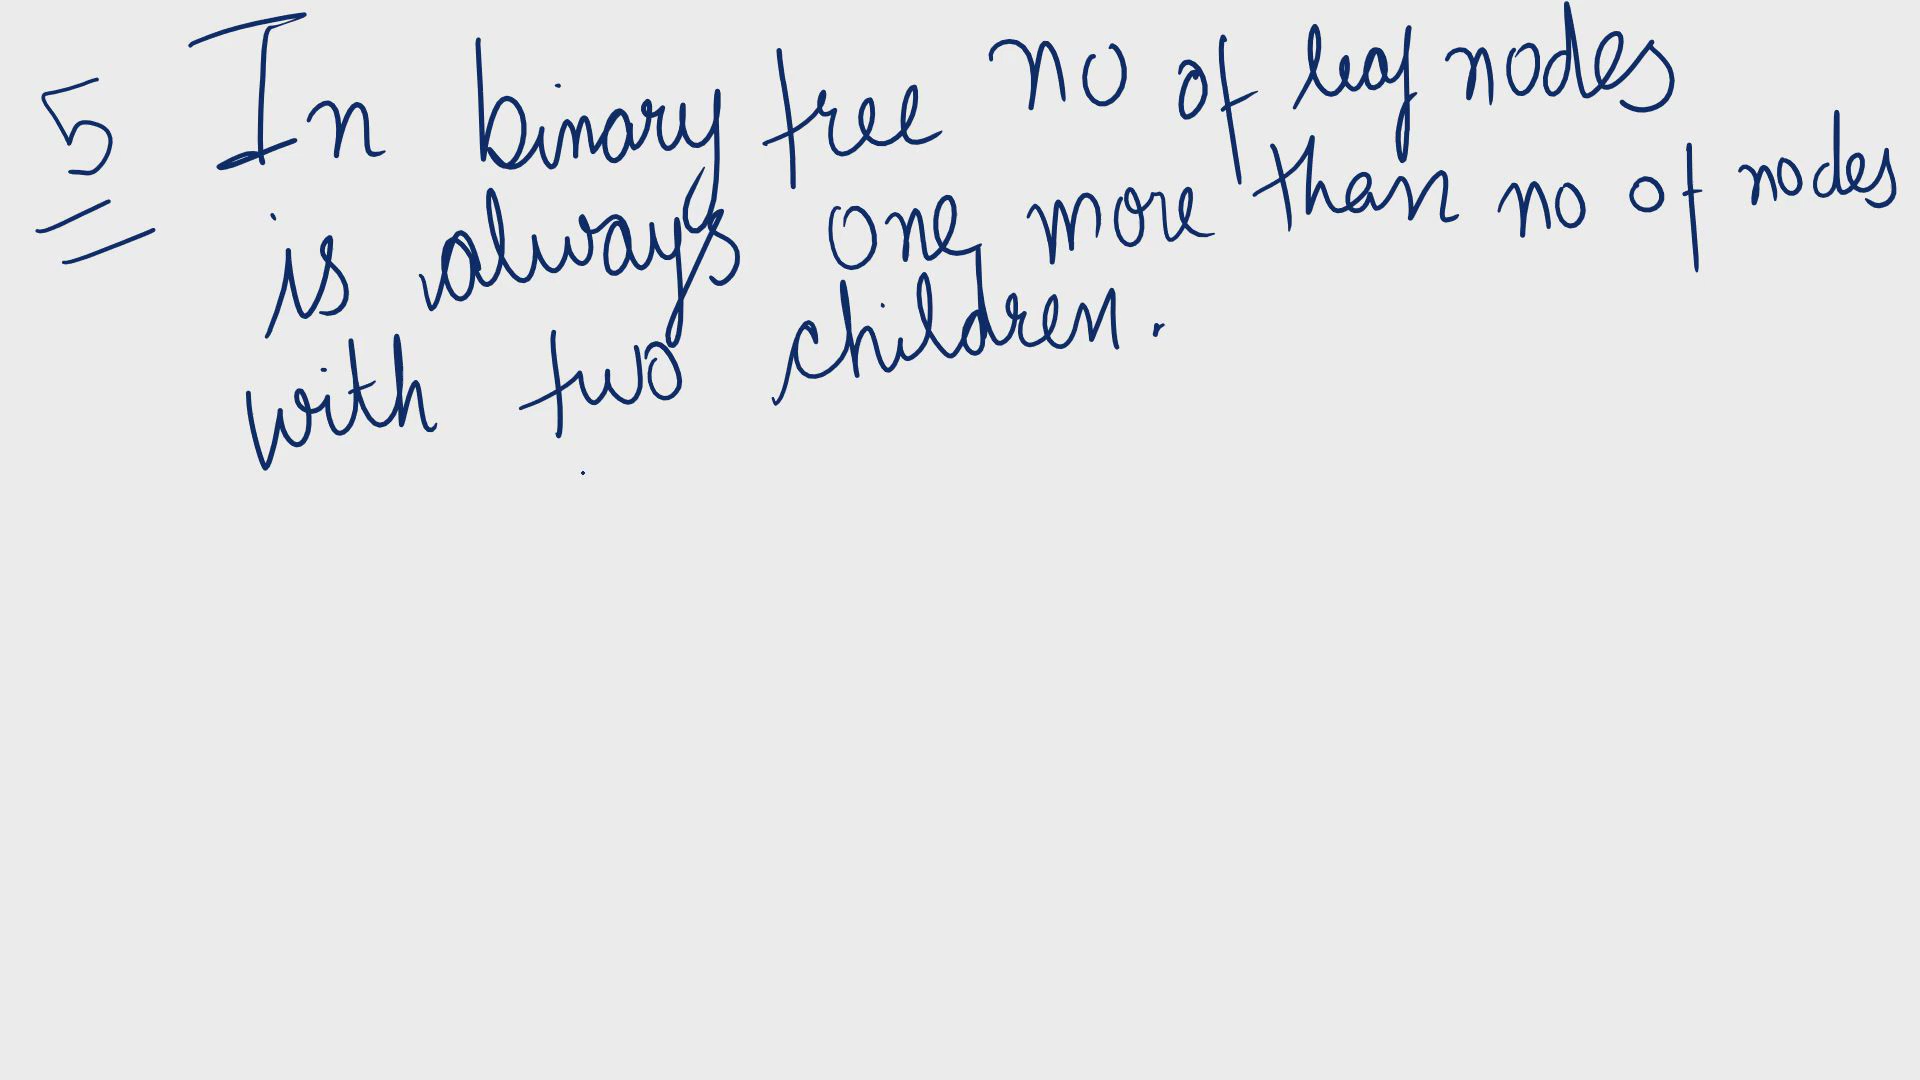 5 In binary tree no of leaf nodes
is always one more than no of nodes
with two children.